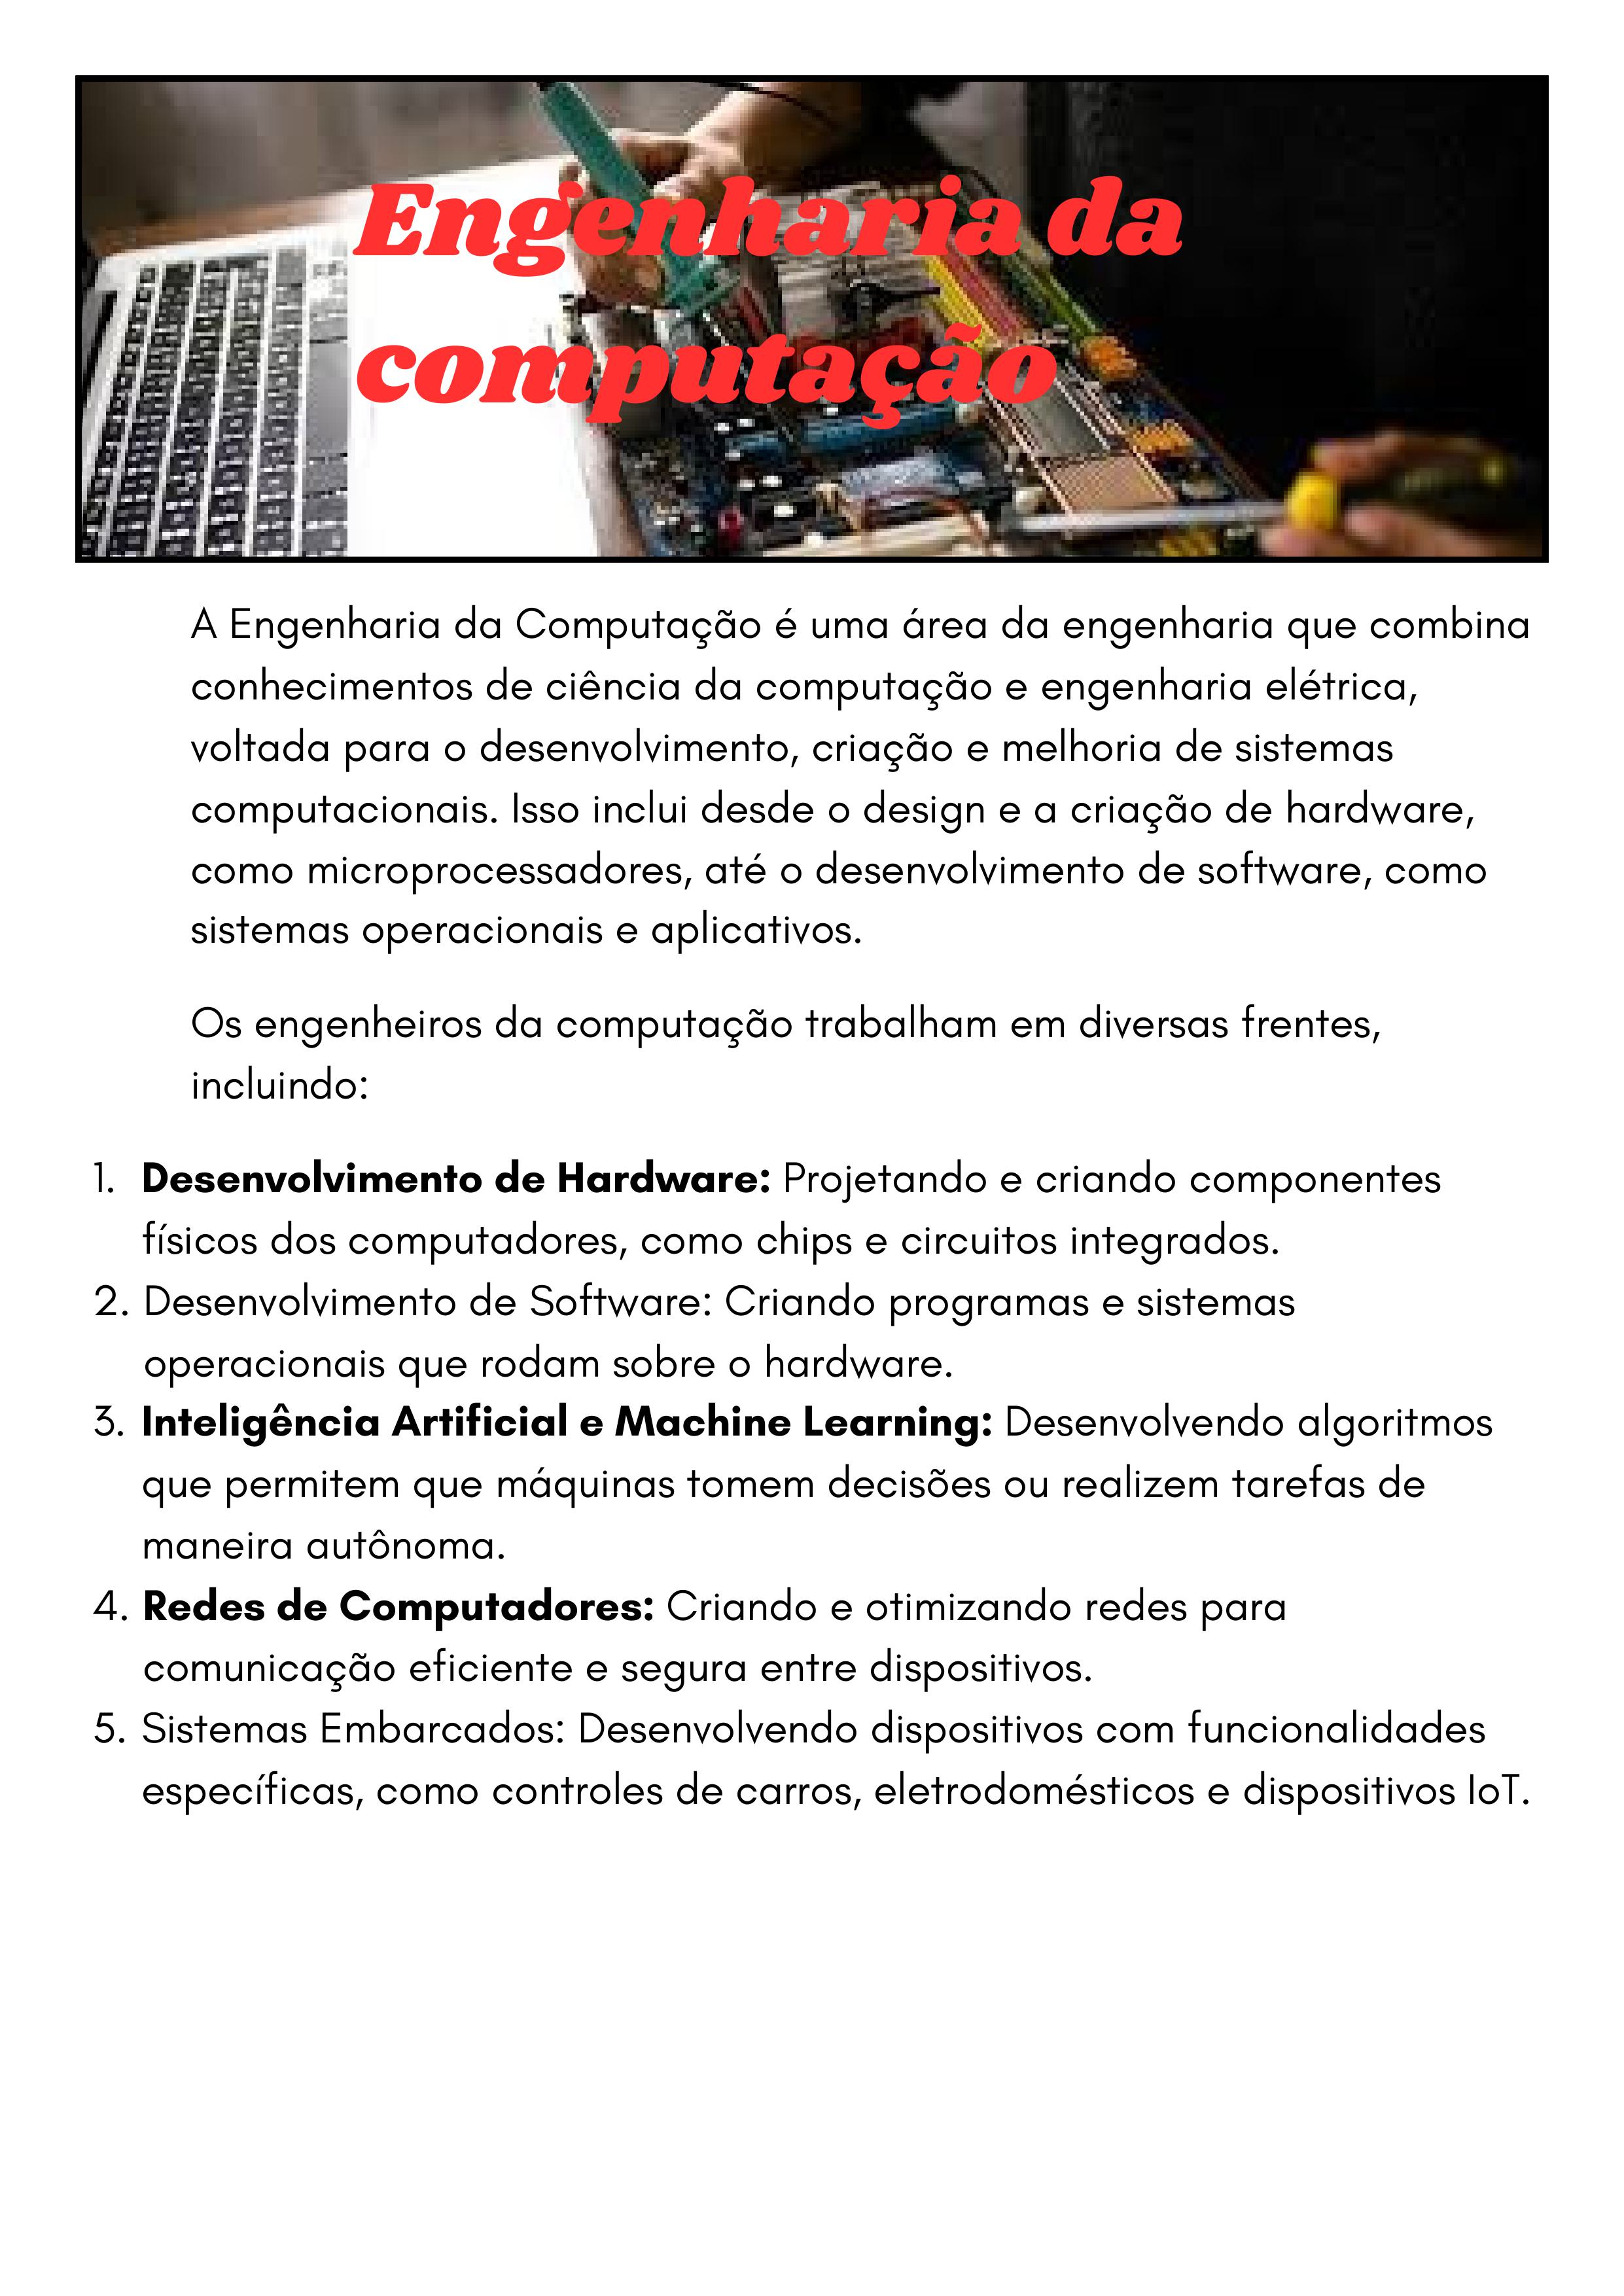 Engenharia da
computação
A Engenharia da Computação é uma área da engenharia que combina
conhecimentos de ciência da computação e engenharia elétrica,
voltada para o desenvolvimento, criação e melhoria de sistemas
computacionais. Isso inclui desde o design e a criação de hardware,
como microprocessadores, até o desenvolvimento de software, como
sistemas operacionais e aplicativos.
Os engenheiros da computação trabalham em diversas frentes,
incluindo:
1. Desenvolvimento de Hardware: Projetando e criando componentes
físicos dos computadores, como chips e circuitos integrados.
2. Desenvolvimento de Software: Criando programas e sistemas
operacionais que rodam sobre o hardware.
3. Inteligência Artificial e Machine Learning: Desenvolvendo algoritmos
que permitem que máquinas tomem decisões ou realizem tarefas de
maneira autônoma.
4. Redes de Computadores: Criando e otimizando redes para
comunicação eficiente e segura entre dispositivos.
5. Sistemas Embarcados: Desenvolvendo dispositivos com funcionalidades
específicas, como controles de carros, eletrodomésticos e dispositivos IoT.